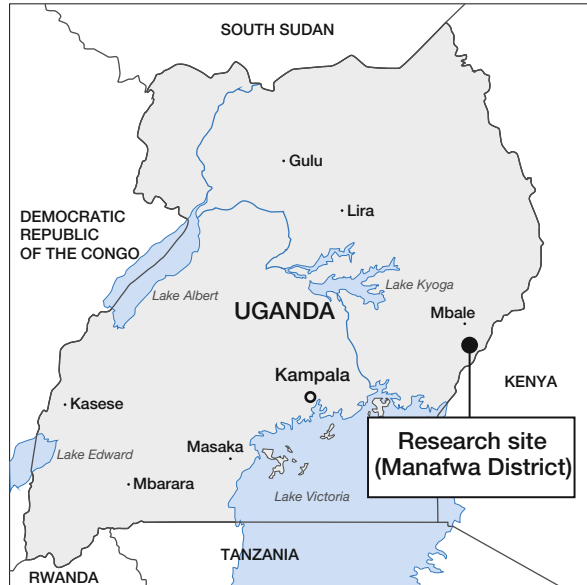 SOUTH SUDAN
Gulu
Lira
DEMOCRATIC
REPUBLIC
OF THE CONGO
Lake Albert
Lake Kyoga
UGANDA
Mbale
Kampala
KENYA
Kasese
Research site
(Manafwa District)
Masaka
Lake Edward
Mbarara
Lake Victoria
TANZANIA
RWANDA